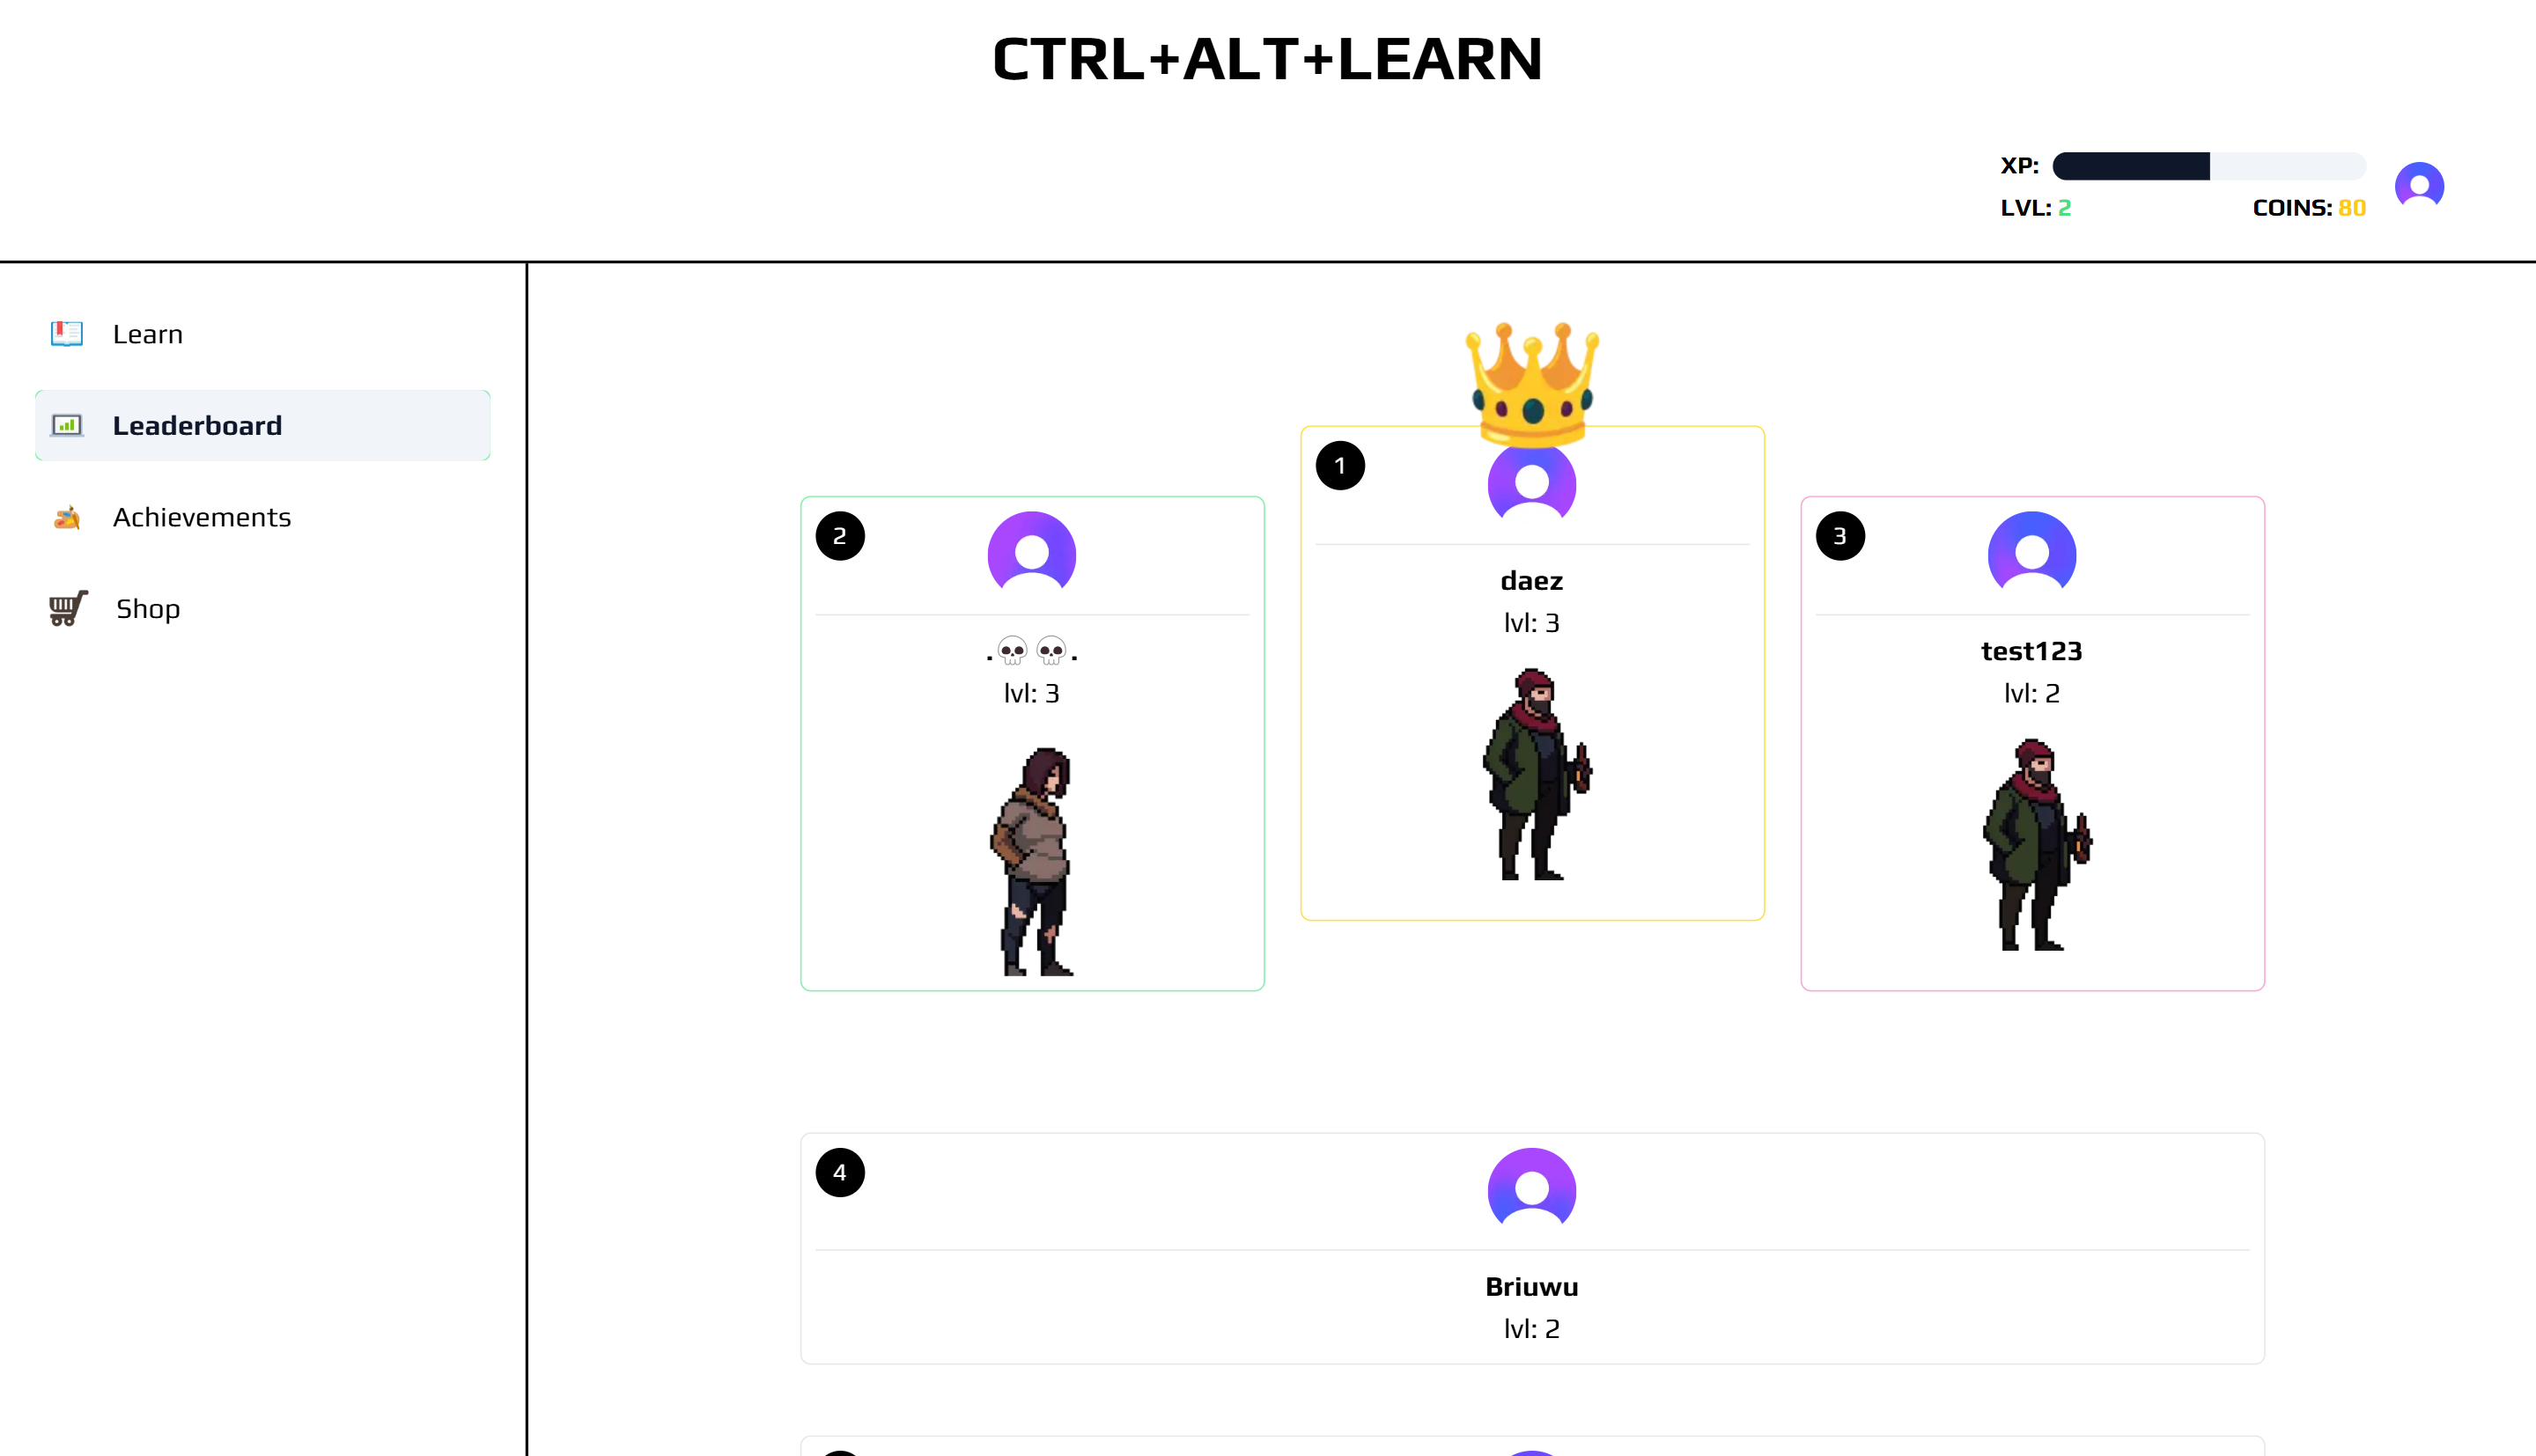 CTRL+ALT+LEARN
XP:
LVL: 2 COINS: 80
Learn
Leaderboard
Achievements
Shop
1
daez
lvl: 3
2
.💀💀.
lvl: 3
3
test123
lvl: 2
4
Briuwu
lvl: 2